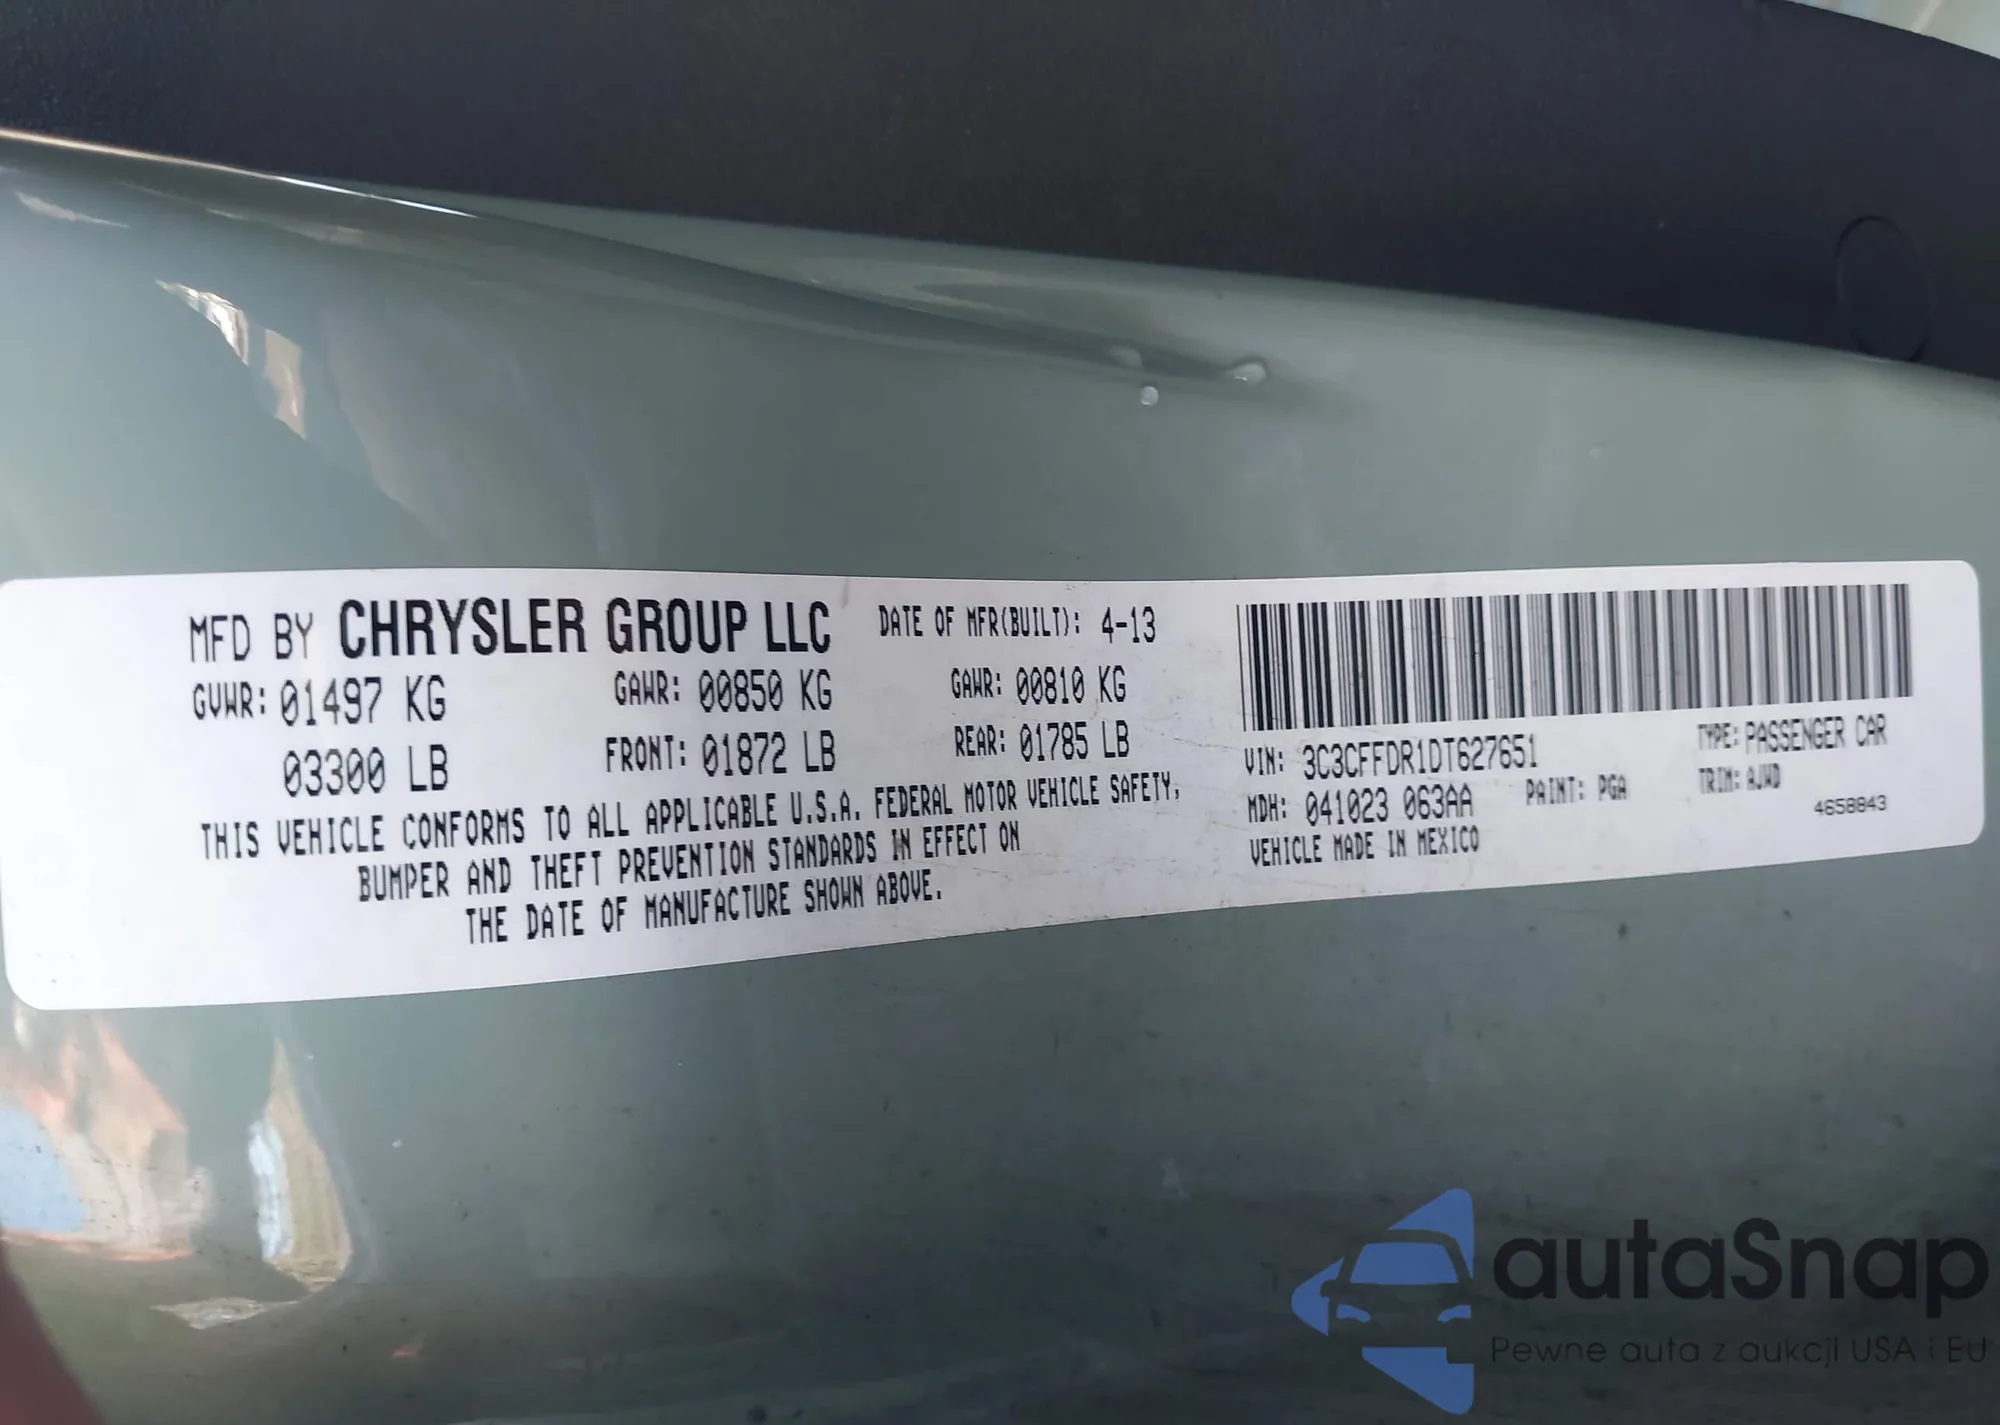 MFD BY CHRYSLER GROUP LLC DATE OF MFR(BUILT): 4-13
GVWR: 01497 KG GAWR: 00850 KG GAWR: 00810 KG
03300 LB FRONT: 01872 LB REAR: 01785 LB
THIS VEHICLE CONFORMS TO ALL APPLICABLE U.S.A. FEDERAL MOTOR VEHICLE SAFETY,
BUMPER AND THEFT PREVENTION STANDARDS IN EFFECT ON
THE DATE OF MANUFACTURE SHOWN ABOVE.
VIN: 3C3CFFDR1DT627651 TYPE: PASSENGER CAR
MDH: 041023 063AA PAINT: PGA TRIM: AJWD
VEHICLE MADE IN MEXICO 4658843
autaSnap
Pewne auta z aukcji USA i EU